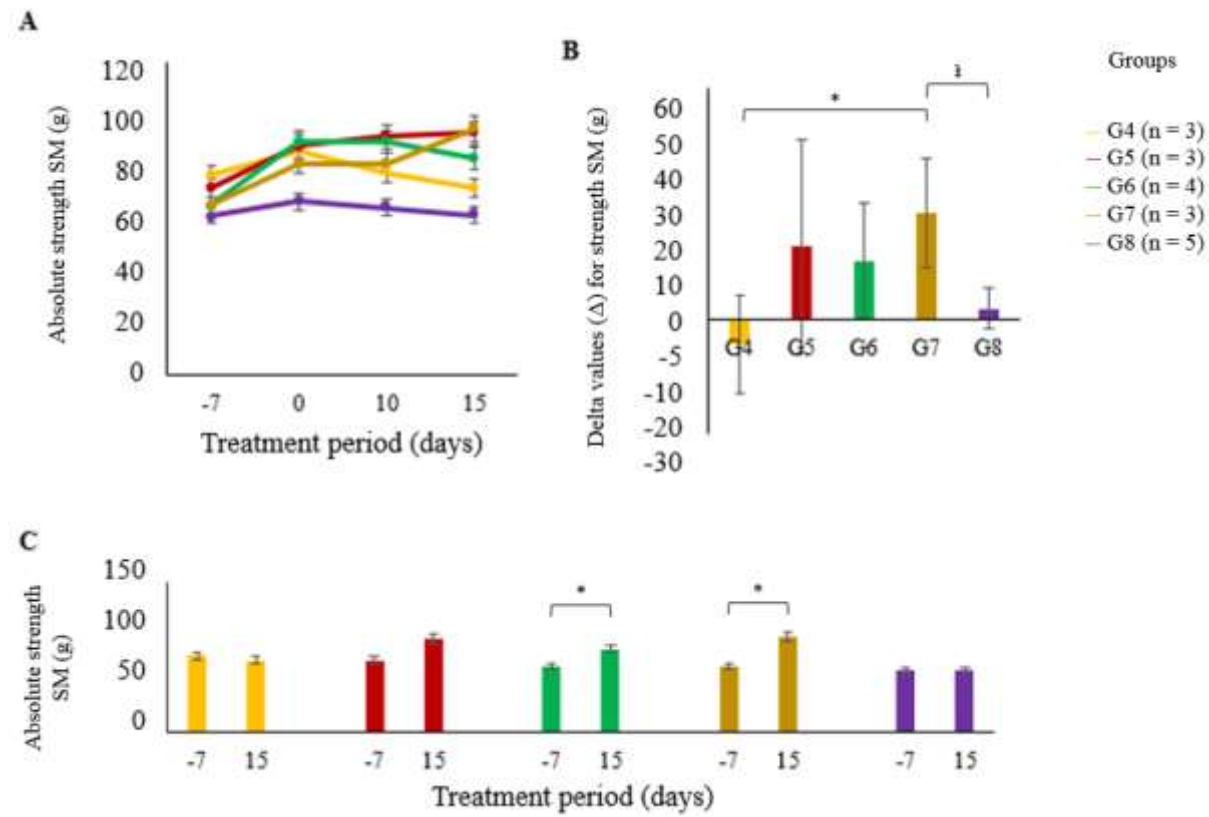 A
Absolute strength SM (g)
120
100
80
60
40
20
0
-7 0 10 15
Treatment period (days)
B
Delta values (Δ) for strength SM (g)
60
50
40
30
20
10
0
-5
-10
-20
-30
*
G4 G5 G6 G7 G8
Groups
G4 (n = 3)
G5 (n = 3)
G6 (n = 4)
G7 (n = 3)
G8 (n = 5)
C
Absolute strength
SM (g)
150
100
50
0
* *
-7 15 -7 15 -7 15 -7 15 -7 15
Treatment period (days)